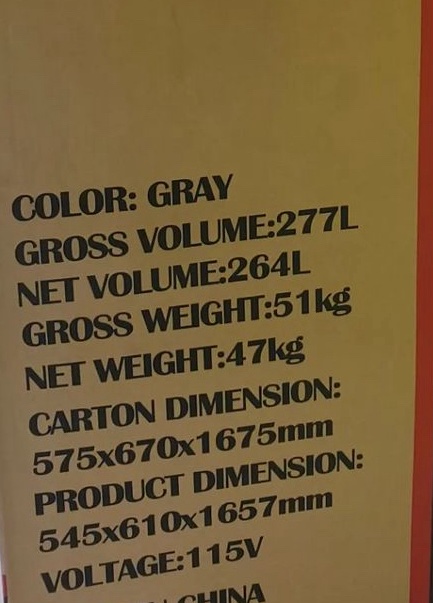 COLOR: GRAY
GROSS VOLUME:277L
NET VOLUME:264L
GROSS WEIGHT:51kg
NET WEIGHT:47kg
CARTON DIMENSION:
575x670x1675mm
PRODUCT DIMENSION:
545x610x1657mm
VOLTAGE:115V
CHINA